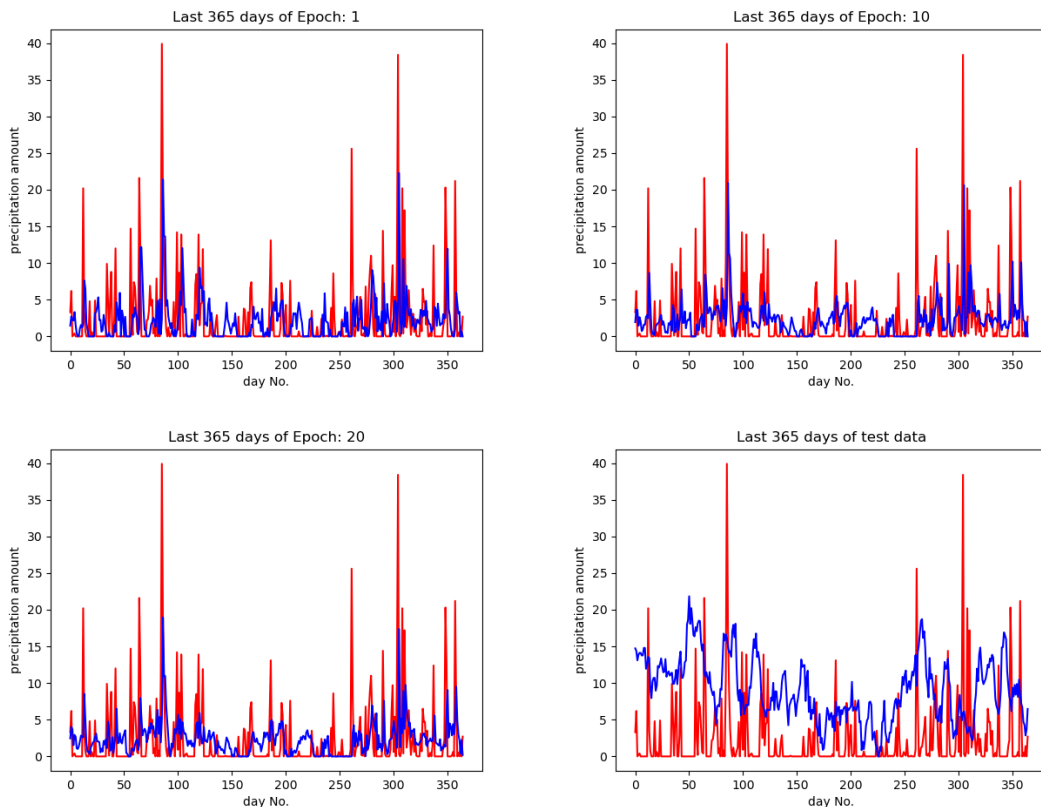 Last 365 days of Epoch: 1
precipitation amount
40
35
30
25
20
15
10
5
0
0 50 100 150 200 250 300 350
day No.
Last 365 days of Epoch: 10
precipitation amount
40
35
30
25
20
15
10
5
0
0 50 100 150 200 250 300 350
day No.
Last 365 days of Epoch: 20
precipitation amount
40
35
30
25
20
15
10
5
0
0 50 100 150 200 250 300 350
day No.
Last 365 days of test data
precipitation amount
40
35
30
25
20
15
10
5
0
0 50 100 150 200 250 300 350
day No.